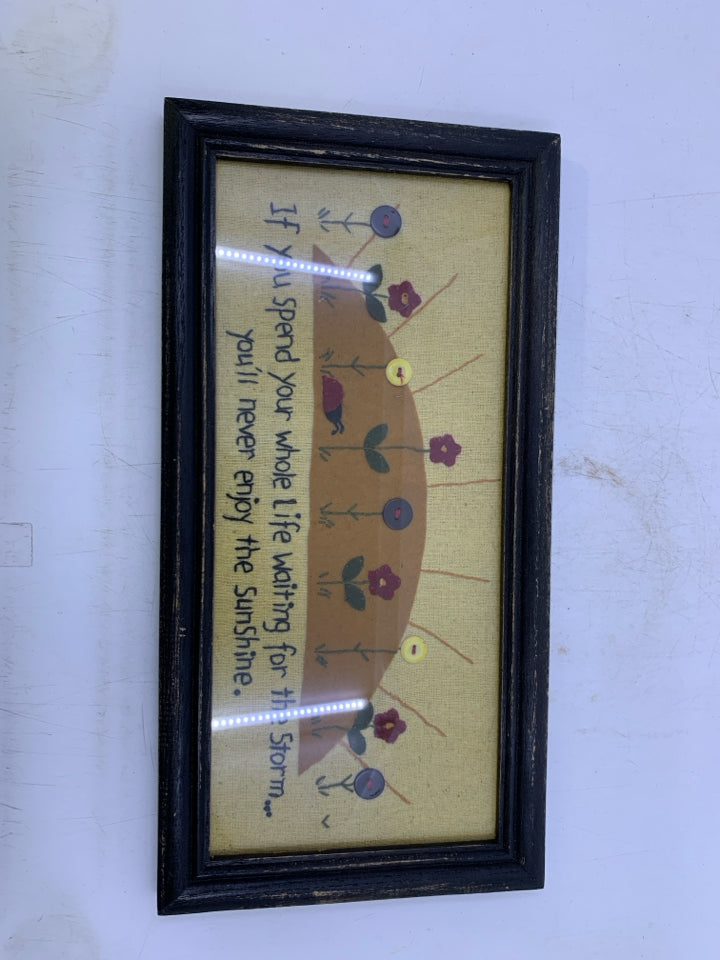 If you spend your whole life waiting for the Storm...
you'll never enjoy the Sunshine.